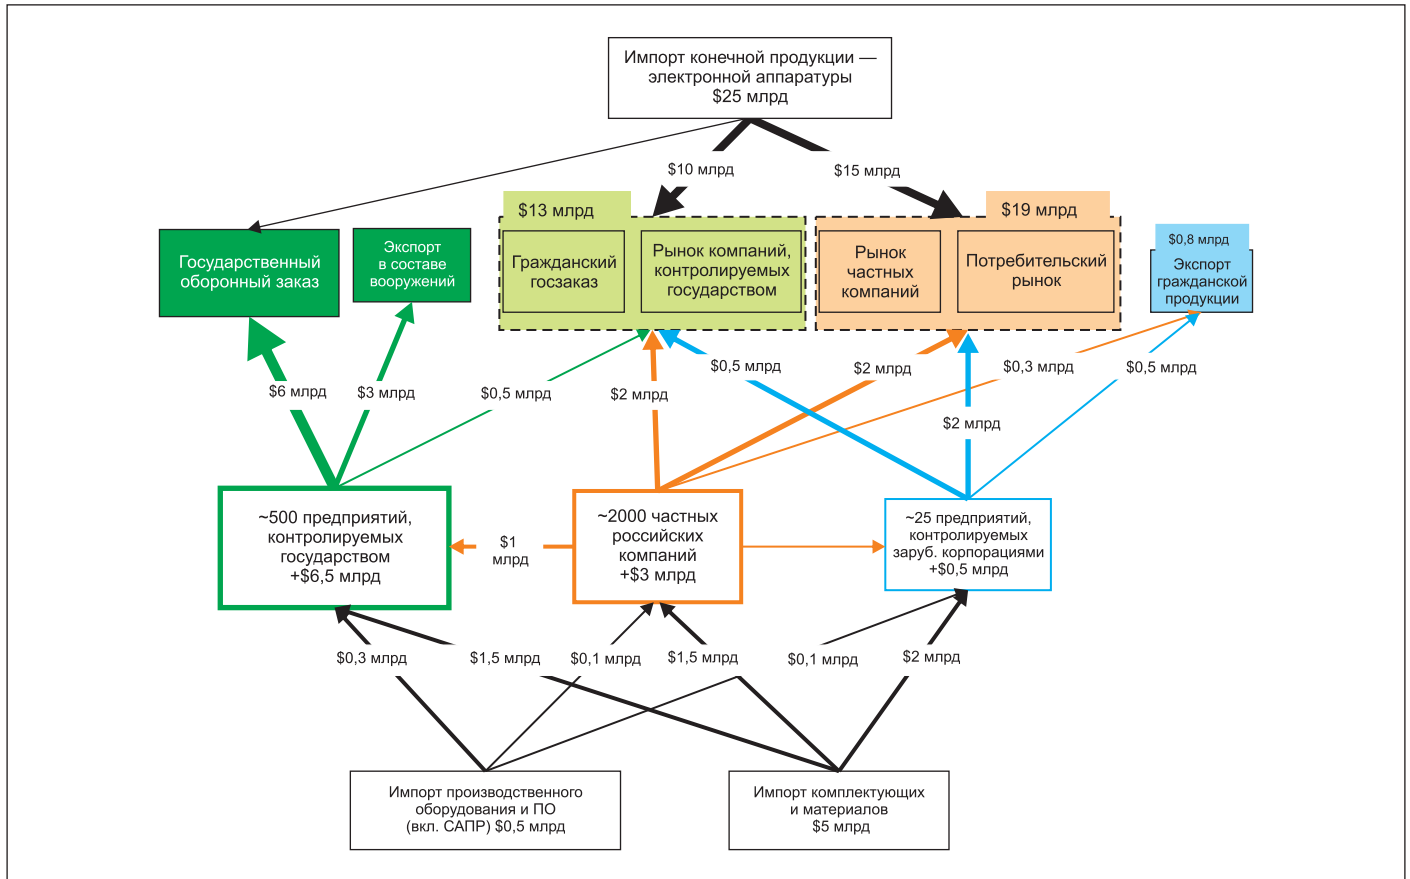 Импорт конечной продукции —
электронной аппаратуры
$25 млрд
$10 млрд
$15 млрд
$13 млрд
$19 млрд
$0,8 млрд
Государственный
оборонный заказ
Экспорт
в составе
вооружений
Гражданский
госзаказ
Рынок компаний,
контролируемых
государством
Рынок
частных
компаний
Потребительский
рынок
Экспорт
гражданской
продукции
$6 млрд
$3 млрд
$0,5 млрд
$2 млрд
$0,5 млрд
$2 млрд
$0,3 млрд
$0,5 млрд
$2 млрд
~500 предприятий,
контролируемых
государством
+$6,5 млрд
$1
млрд
~2000 частных
российских
компаний
+$3 млрд
~25 предприятий,
контролируемых
заруб. корпорациями
+$0,5 млрд
$0,3 млрд
$1,5 млрд
$0,1 млрд
$1,5 млрд
$0,1 млрд
$2 млрд
Импорт производственного
оборудования и ПО
(вкл. САПР) $0,5 млрд
Импорт комплектующих
и материалов
$5 млрд